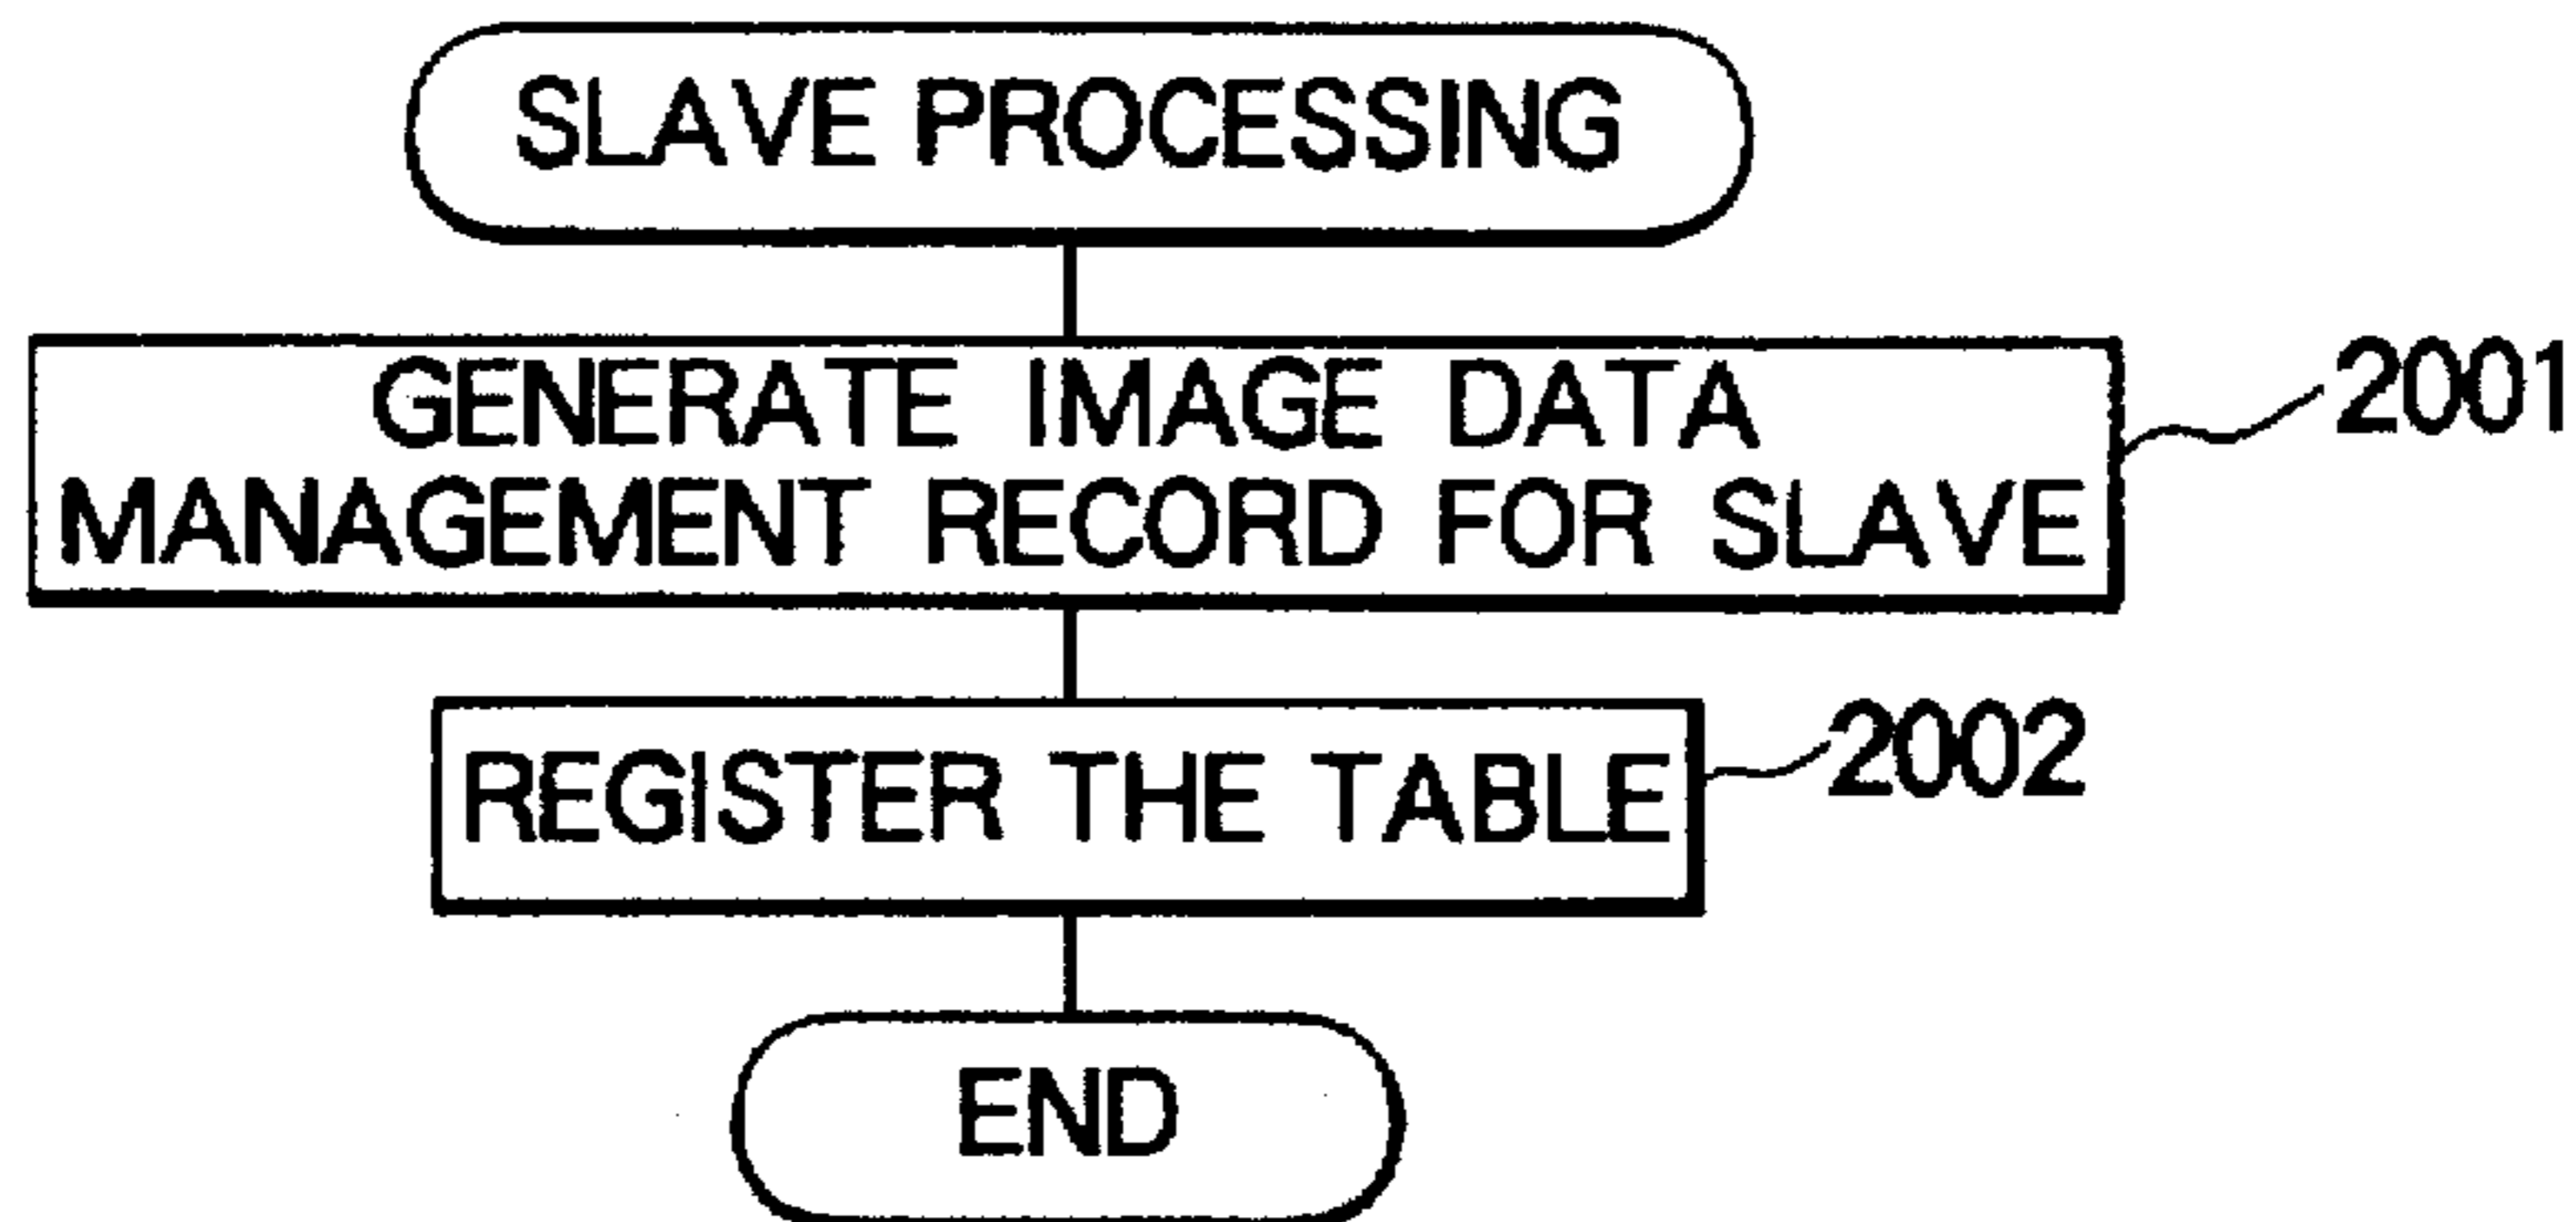 SLAVE PROCESSING
GENERATE IMAGE DATA
MANAGEMENT RECORD FOR SLAVE
2001
REGISTER THE TABLE
2002
END